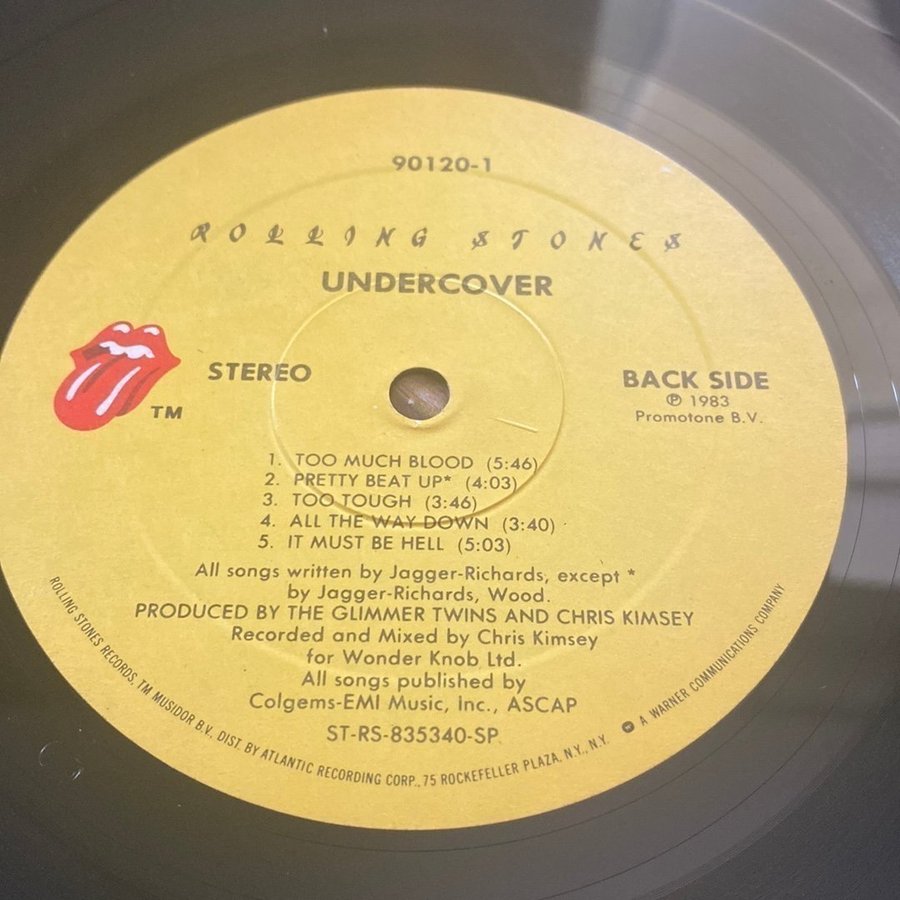 90120-1
ROLLING STONES
UNDERCOVER
STEREO
BACK SIDE
℗ 1983
Promotone B.V.
TM
1. TOO MUCH BLOOD (5:46)
2. PRETTY BEAT UP* (4:03)
3. TOO TOUGH (3:46)
4. ALL THE WAY DOWN (3:40)
5. IT MUST BE HELL (5:03)
All songs written by Jagger-Richards, except *
by Jagger-Richards, Wood.
PRODUCED BY THE GLIMMER TWINS AND CHRIS KIMSEY
Recorded and Mixed by Chris Kimsey
for Wonder Knob Ltd.
All songs published by
Colgems-EMI Music, Inc., ASCAP
ST-RS-835340-SP
ROLLING STONES RECORDS, TM MUSIDOR B.V., DIST. BY ATLANTIC RECORDING CORP., 75 ROCKEFELLER PLAZA, N.Y., N.Y. A WARNER COMMUNICATIONS COMPANY